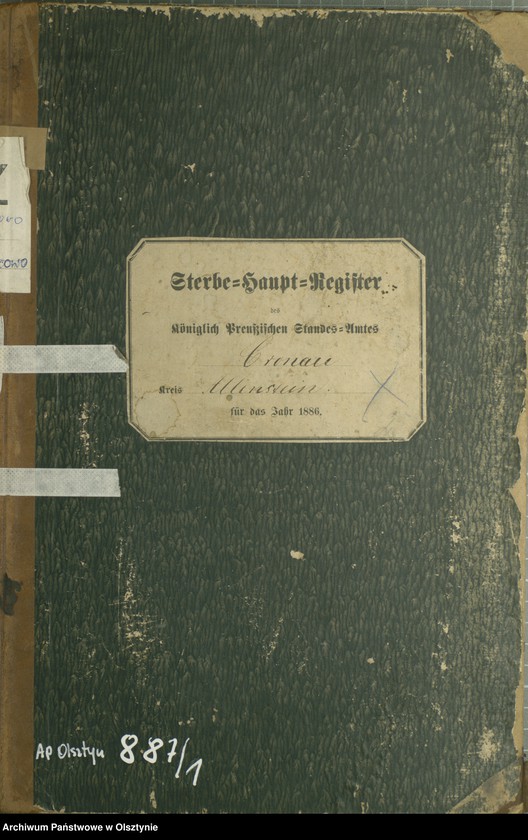 Sterbe=Haupt=Register
des
Königlich Preußischen Standes=Amtes
Cronau
Kreis Allenstein.
für das Jahr 1886.
AP Olsztyn 887/1
Archiwum Państwowe w Olsztynie